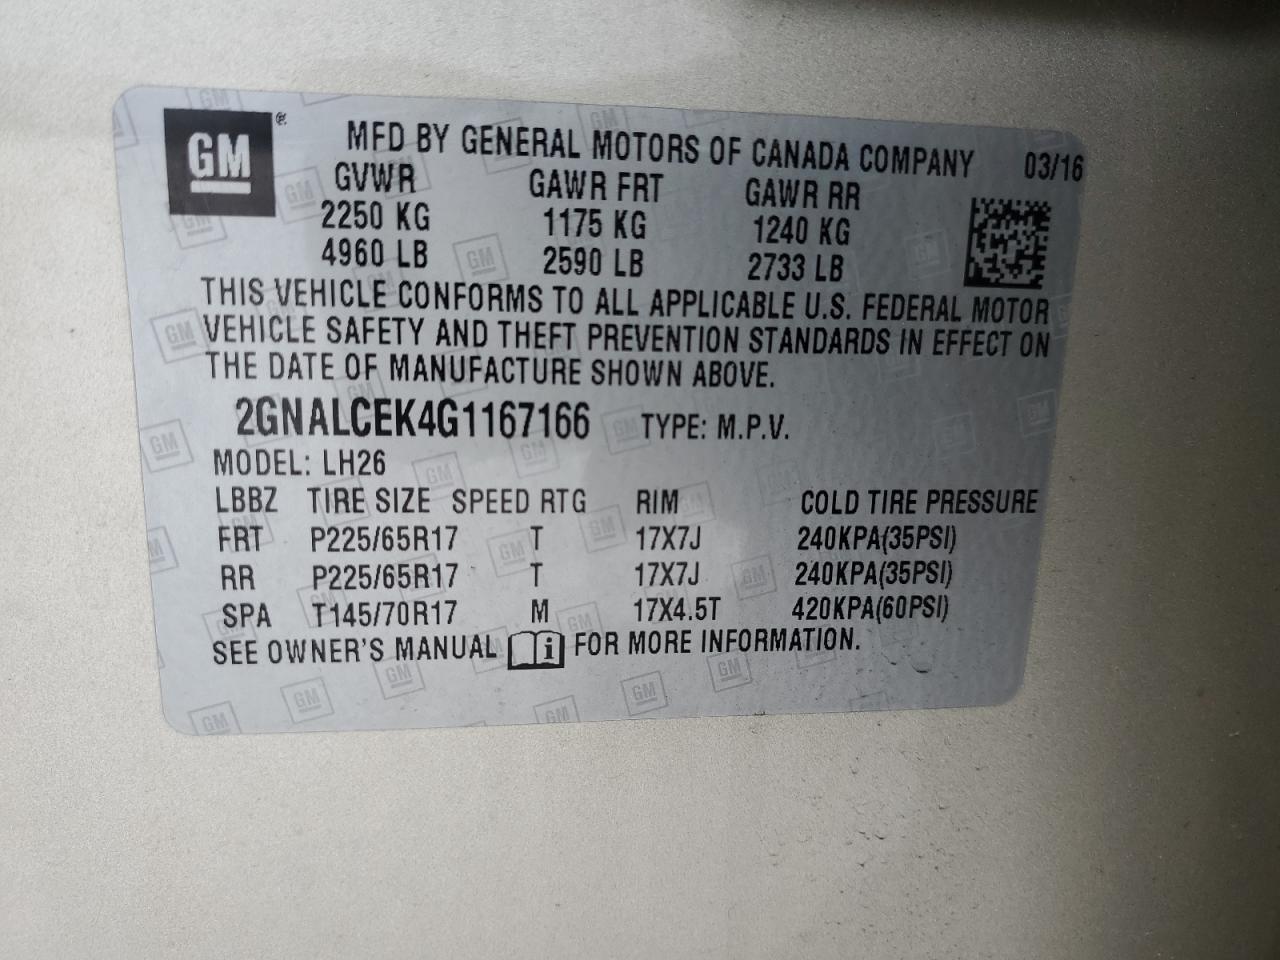 GM ®
MFD BY GENERAL MOTORS OF CANADA COMPANY 03/16
GVWR GAWR FRT GAWR RR
2250 KG 1175 KG 1240 KG
4960 LB 2590 LB 2733 LB
THIS VEHICLE CONFORMS TO ALL APPLICABLE U.S. FEDERAL MOTOR
VEHICLE SAFETY AND THEFT PREVENTION STANDARDS IN EFFECT ON
THE DATE OF MANUFACTURE SHOWN ABOVE.
2GNALCEK4G1167166 TYPE: M.P.V.
MODEL: LH26
LBBZ TIRE SIZE SPEED RTG RIM COLD TIRE PRESSURE
FRT P225/65R17 T 17X7J 240KPA(35PSI)
RR P225/65R17 T 17X7J 240KPA(35PSI)
SPA T145/70R17 M 17X4.5T 420KPA(60PSI)
SEE OWNER'S MANUAL i FOR MORE INFORMATION.